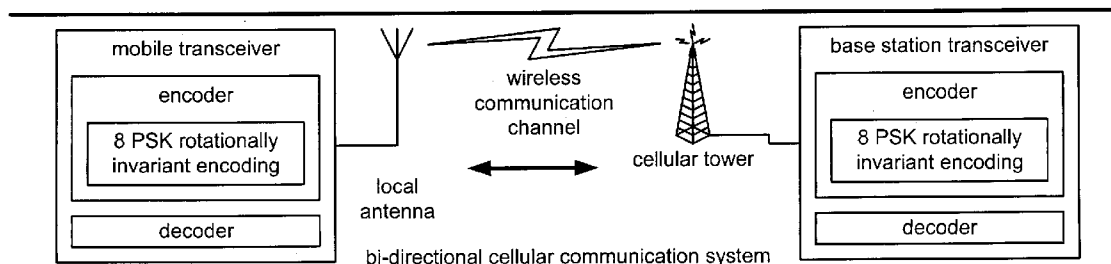 mobile transceiver
encoder
8 PSK rotationally
invariant encoding
decoder
local
antenna
wireless
communication
channel
cellular tower
base station transceiver
encoder
8 PSK rotationally
invariant encoding
decoder
bi-directional cellular communication system